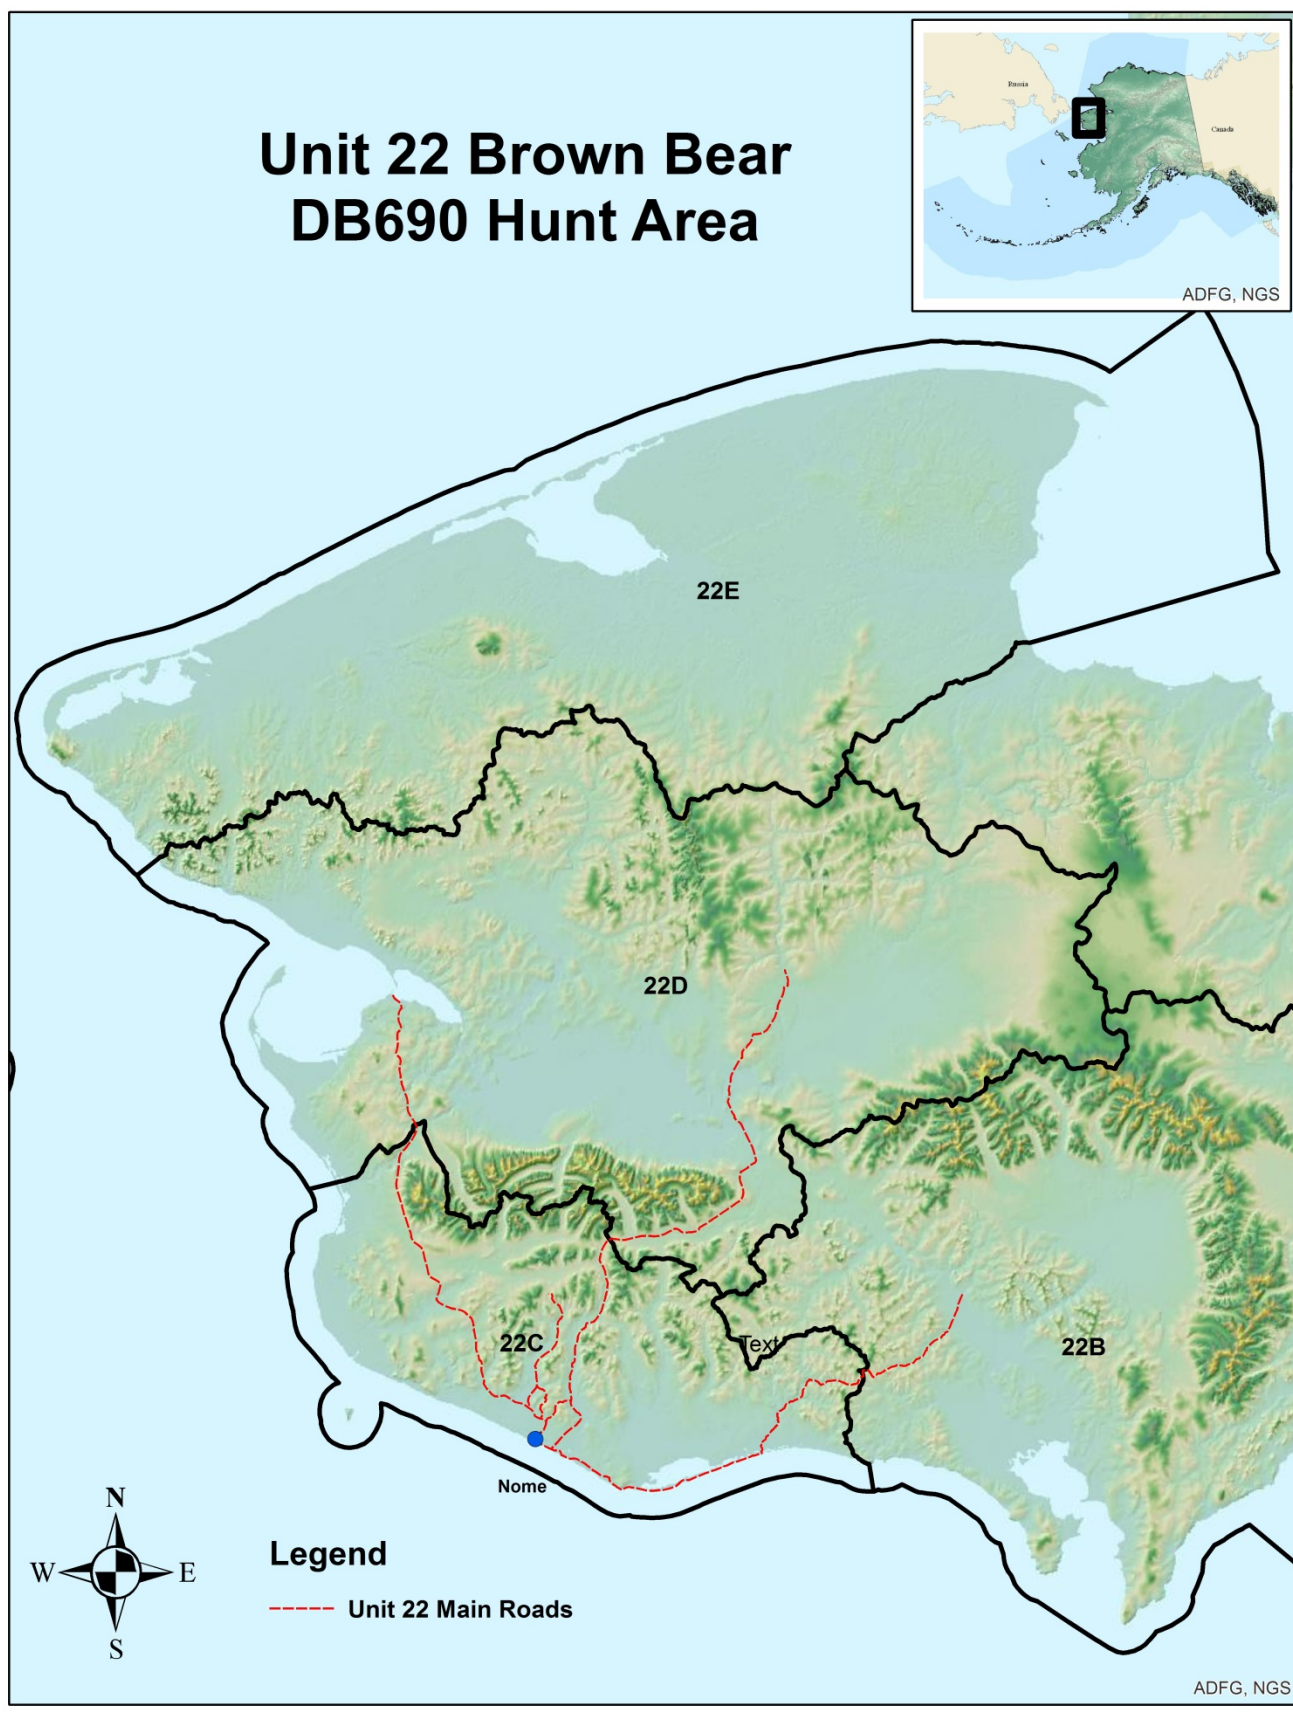 Unit 22 Brown Bear
DB690 Hunt Area
Russia
Canada
ADFG, NGS
22E
22D
22C
Text
22B
Nome
N
W
E
S
Legend
Unit 22 Main Roads
ADFG, NGS